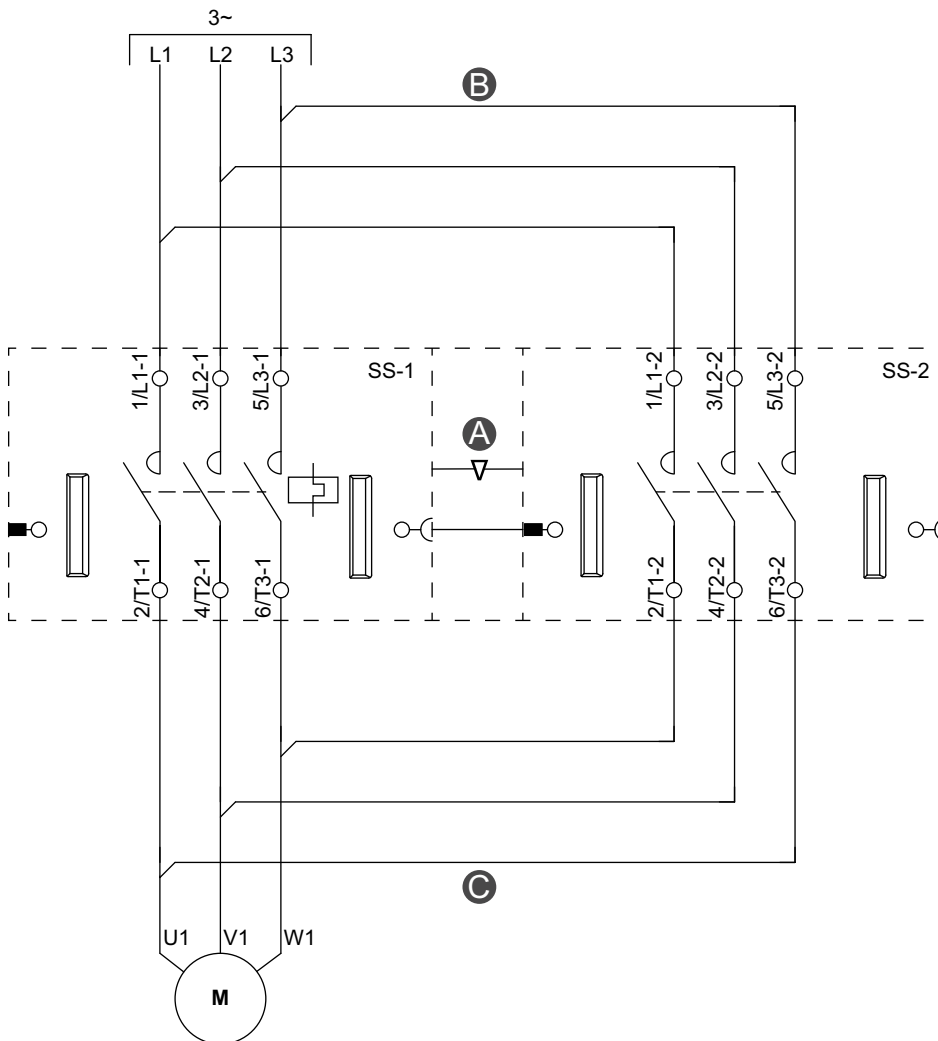 3~
L1 L2 L3
B
1/L1-1 3/L2-1 5/L3-1 SS-1 1/L1-2 3/L2-2 5/L3-2 SS-2
A
2/T1-1 4/T2-1 6/T3-1 2/T1-2 4/T2-2 6/T3-2
C
U1 V1 W1
M